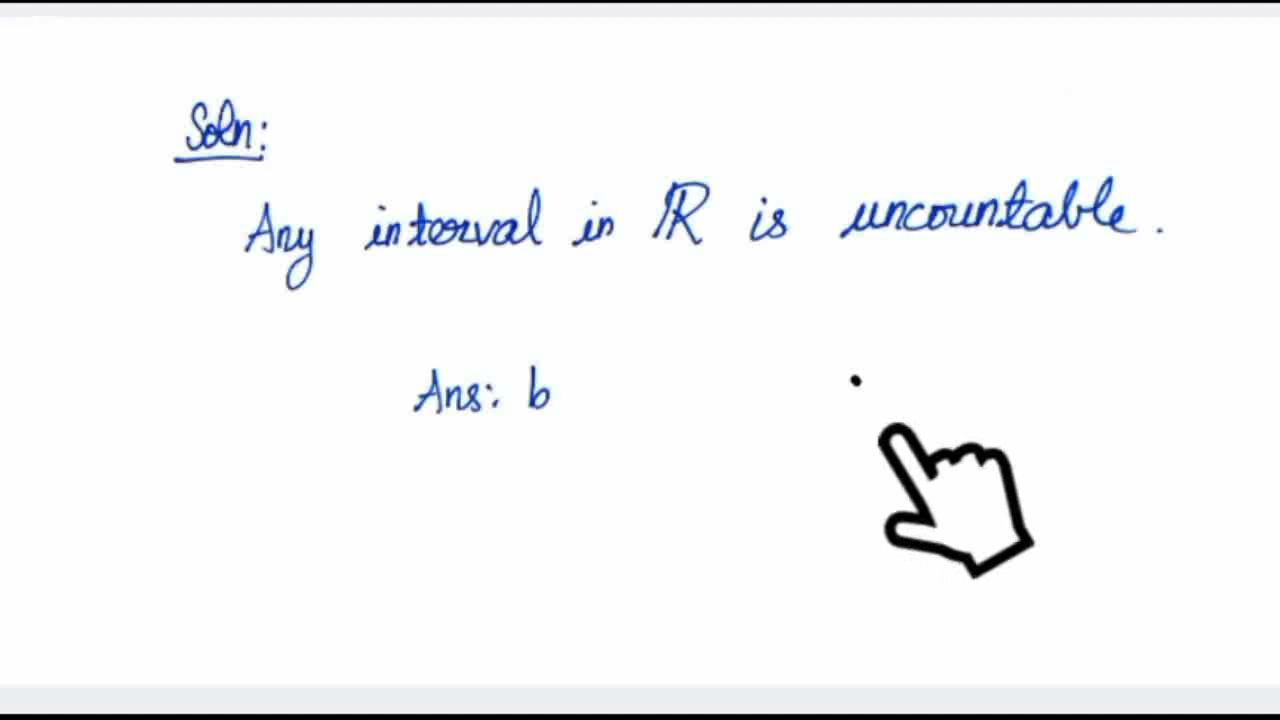 Soln:
Any interval in ℝ is uncountable.
Ans: b